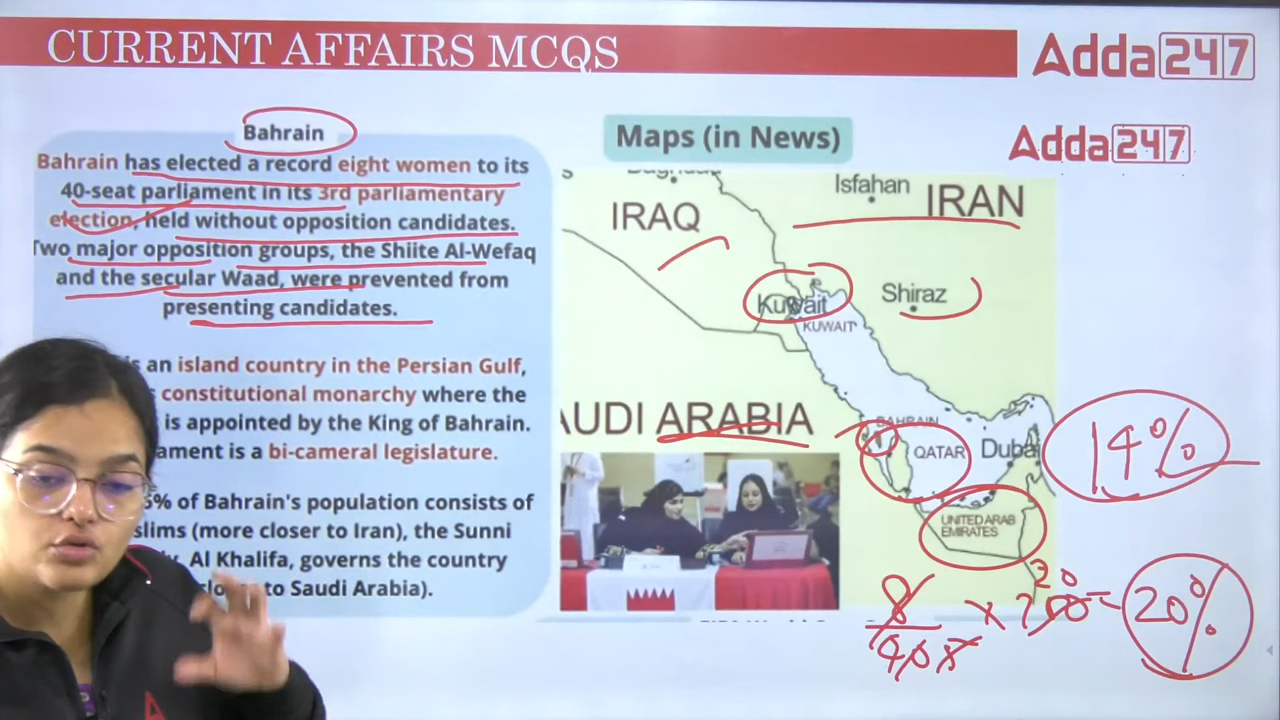 CURRENT AFFAIRS MCQS
Adda247
Bahrain
Bahrain has elected a record eight women to its
40-seat parliament in its 3rd parliamentary
election, held without opposition candidates.
Two major opposition groups, the Shiite Al-Wefaq
and the secular Waad, were prevented from
presenting candidates.
s an island country in the Persian Gulf,
constitutional monarchy where the
is appointed by the King of Bahrain.
ament is a bi-cameral legislature.
5% of Bahrain's population consists of
slims (more closer to Iran), the Sunni
Al Khalifa, governs the country
to Saudi Arabia).
Maps (in News)
Adda247
Isfahan
IRAN
IRAQ
Kuwait
KUWAIT
Shiraz
AUDI ARABIA
BAHRAIN
QATAR
Dubai
UNITED ARAB
EMIRATES
14%
20%